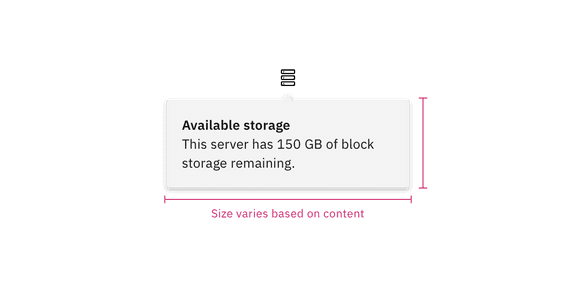 Available storage
This server has 150 GB of block
storage remaining.
Size varies based on content